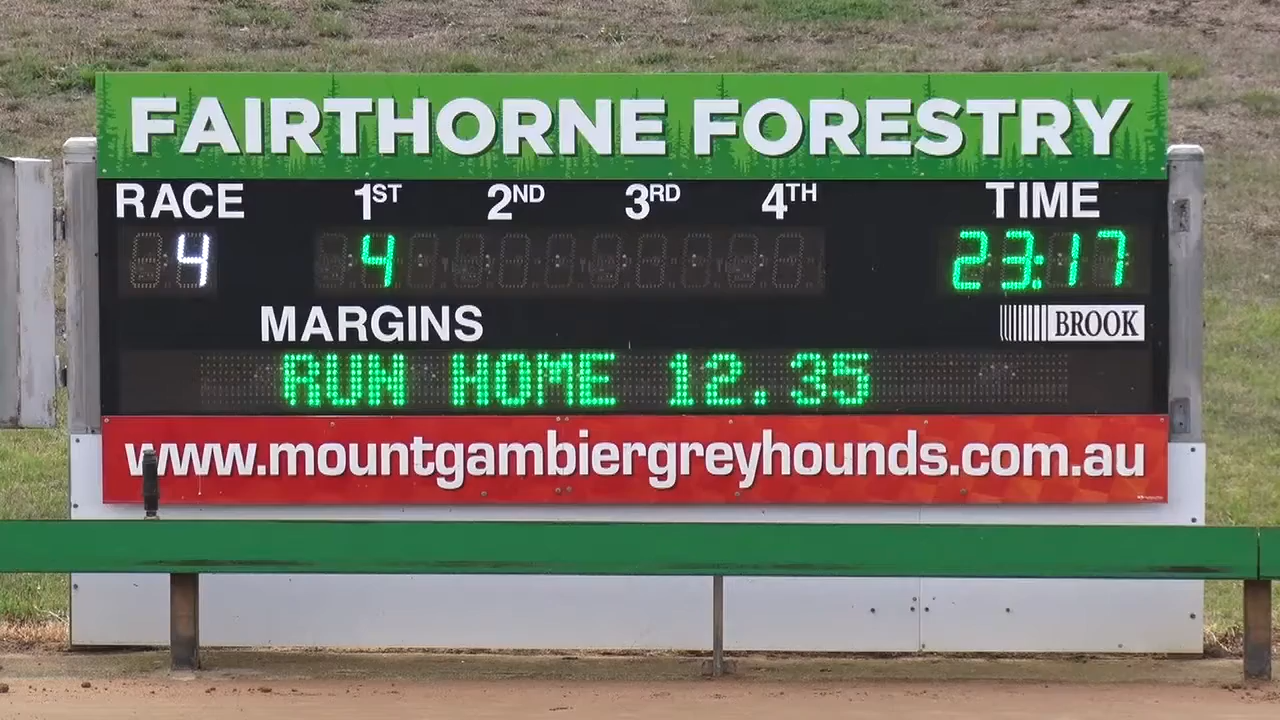 FAIRTHORNE FORESTRY
RACE 1ST 2ND 3RD 4TH TIME
4 4 23:17
MARGINS BROOK
RUN HOME 12.35
www.mountgambiergreyhounds.com.au